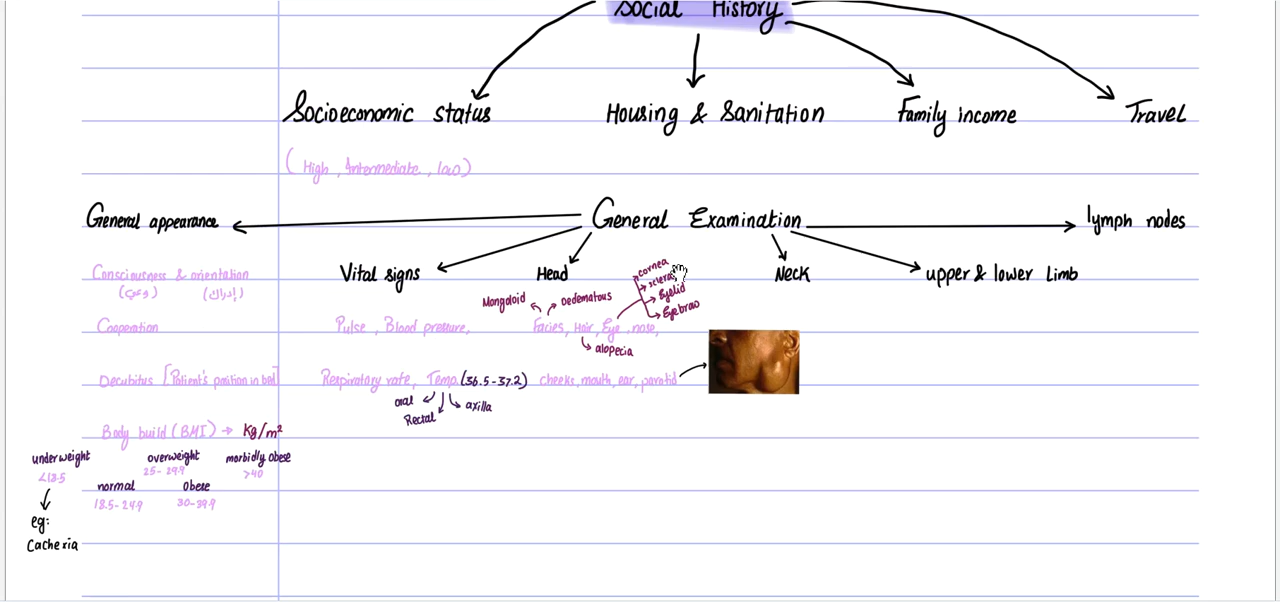 Social History
Socioeconomic status
Housing & Sanitation
Family income
Travel
(High, Intermediate, low)
General appearance
General Examination
lymph nodes
Consciousness & orientation
(وعي) (إدراك)
Vital signs
Head
Neck
upper & lower limb
cornea
sclera
Eyelid
Eyebrow
Mongoloid
Oedematous
Cooperation
Pulse, Blood pressure,
Facies, Hair, Eye, nose,
alopecia
Decubitus [Patient's position in bed]
Respiratory rate, Temp. (36.5-37.2)
cheeks, mouth, ear, parotid
oral
Rectal
axilla
Body build (BMI) → Kg/m²
underweight
<18.5
overweight
25-29.9
morbidly obese
>40
normal
18.5-24.9
obese
30-39.9
eg:
Cachexia